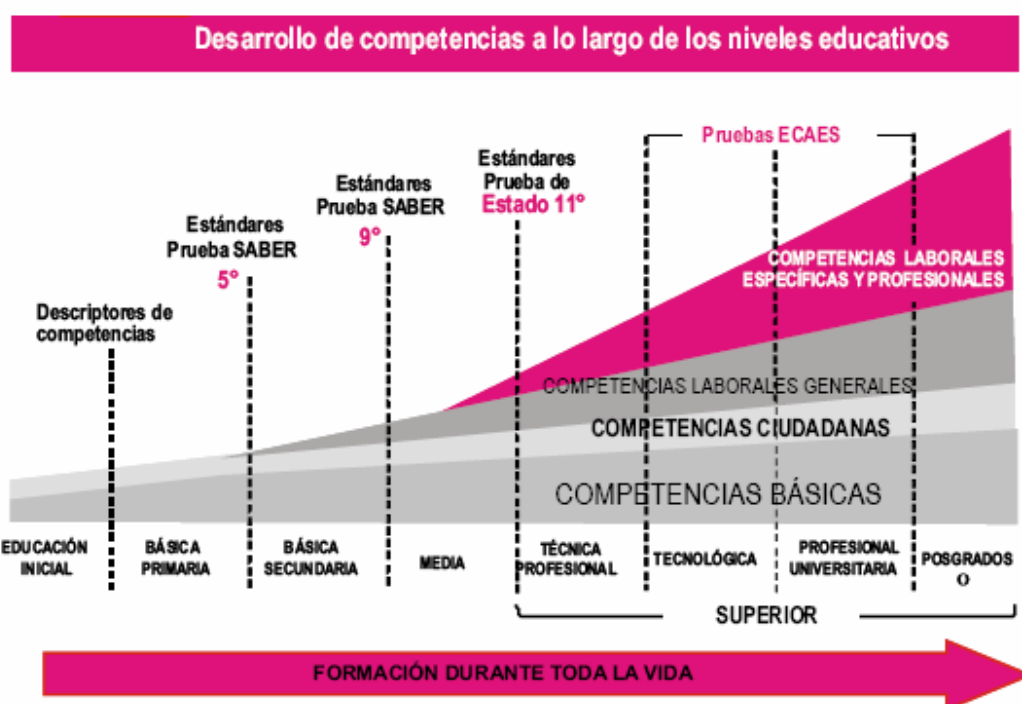 Desarrollo de competencias a lo largo de los niveles educativos
Pruebas ECAES
Estándares
Prueba de
Estado 11°
Estándares
Prueba SABER
9°
Estándares
Prueba SABER
5°
Descriptores de
competencias
COMPETENCIAS LABORALES
ESPECÍFICAS Y PROFESIONALES
COMPETENCIAS LABORALES GENERALES
COMPETENCIAS CIUDADANAS
COMPETENCIAS BÁSICAS
EDUCACIÓN
INICIAL
BÁSICA
PRIMARIA
BÁSICA
SECUNDARIA
MEDIA
TÉCNICA
PROFESIONAL
TECNOLÓGICA
PROFESIONAL
UNIVERSITARIA
POSGRADOS
O
SUPERIOR
FORMACIÓN DURANTE TODA LA VIDA